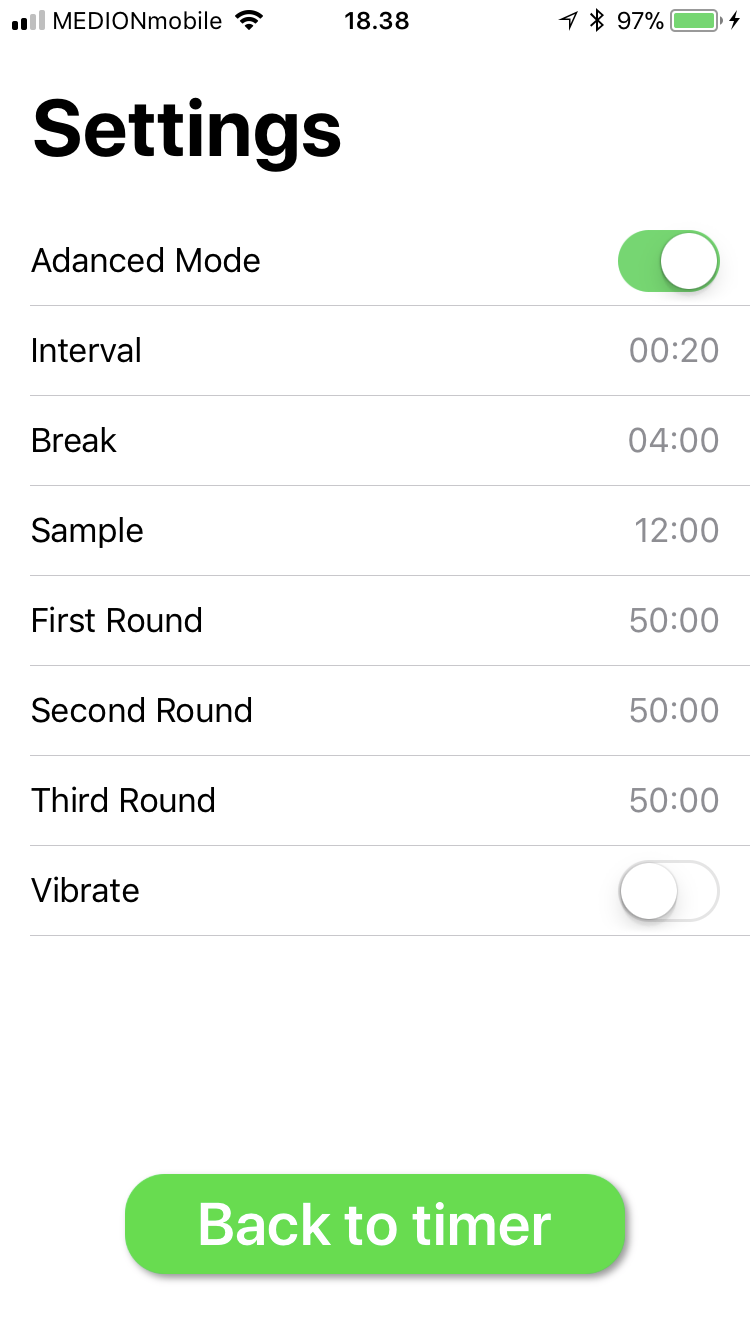 MEDIONmobile 18.38 97%
Settings
Adanced Mode
Interval 00:20
Break 04:00
Sample 12:00
First Round 50:00
Second Round 50:00
Third Round 50:00
Vibrate
Back to timer